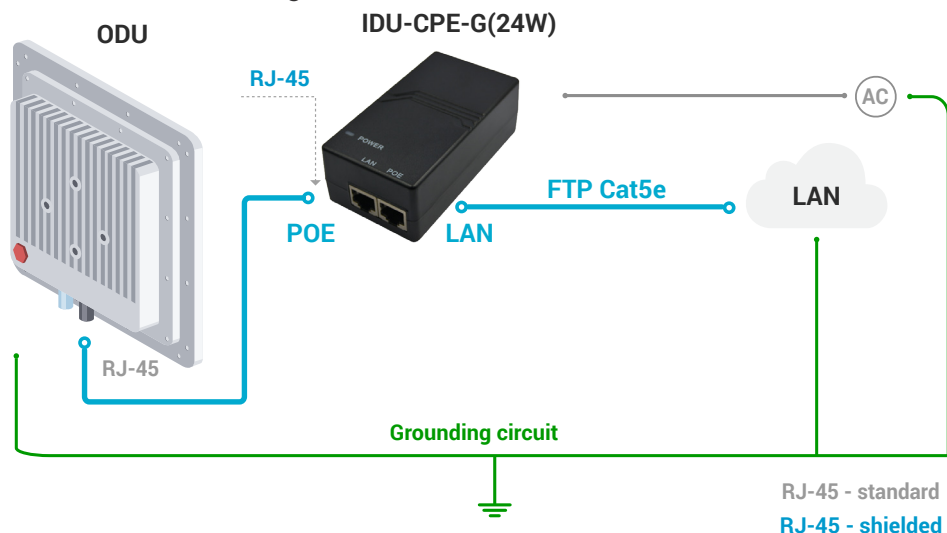 ODU
IDU-CPE-G(24W)
RJ-45
AC
POWER
LAN
POE
FTP Cat5e
LAN
POE
LAN
RJ-45
Grounding circuit
RJ-45 - standard
RJ-45 - shielded